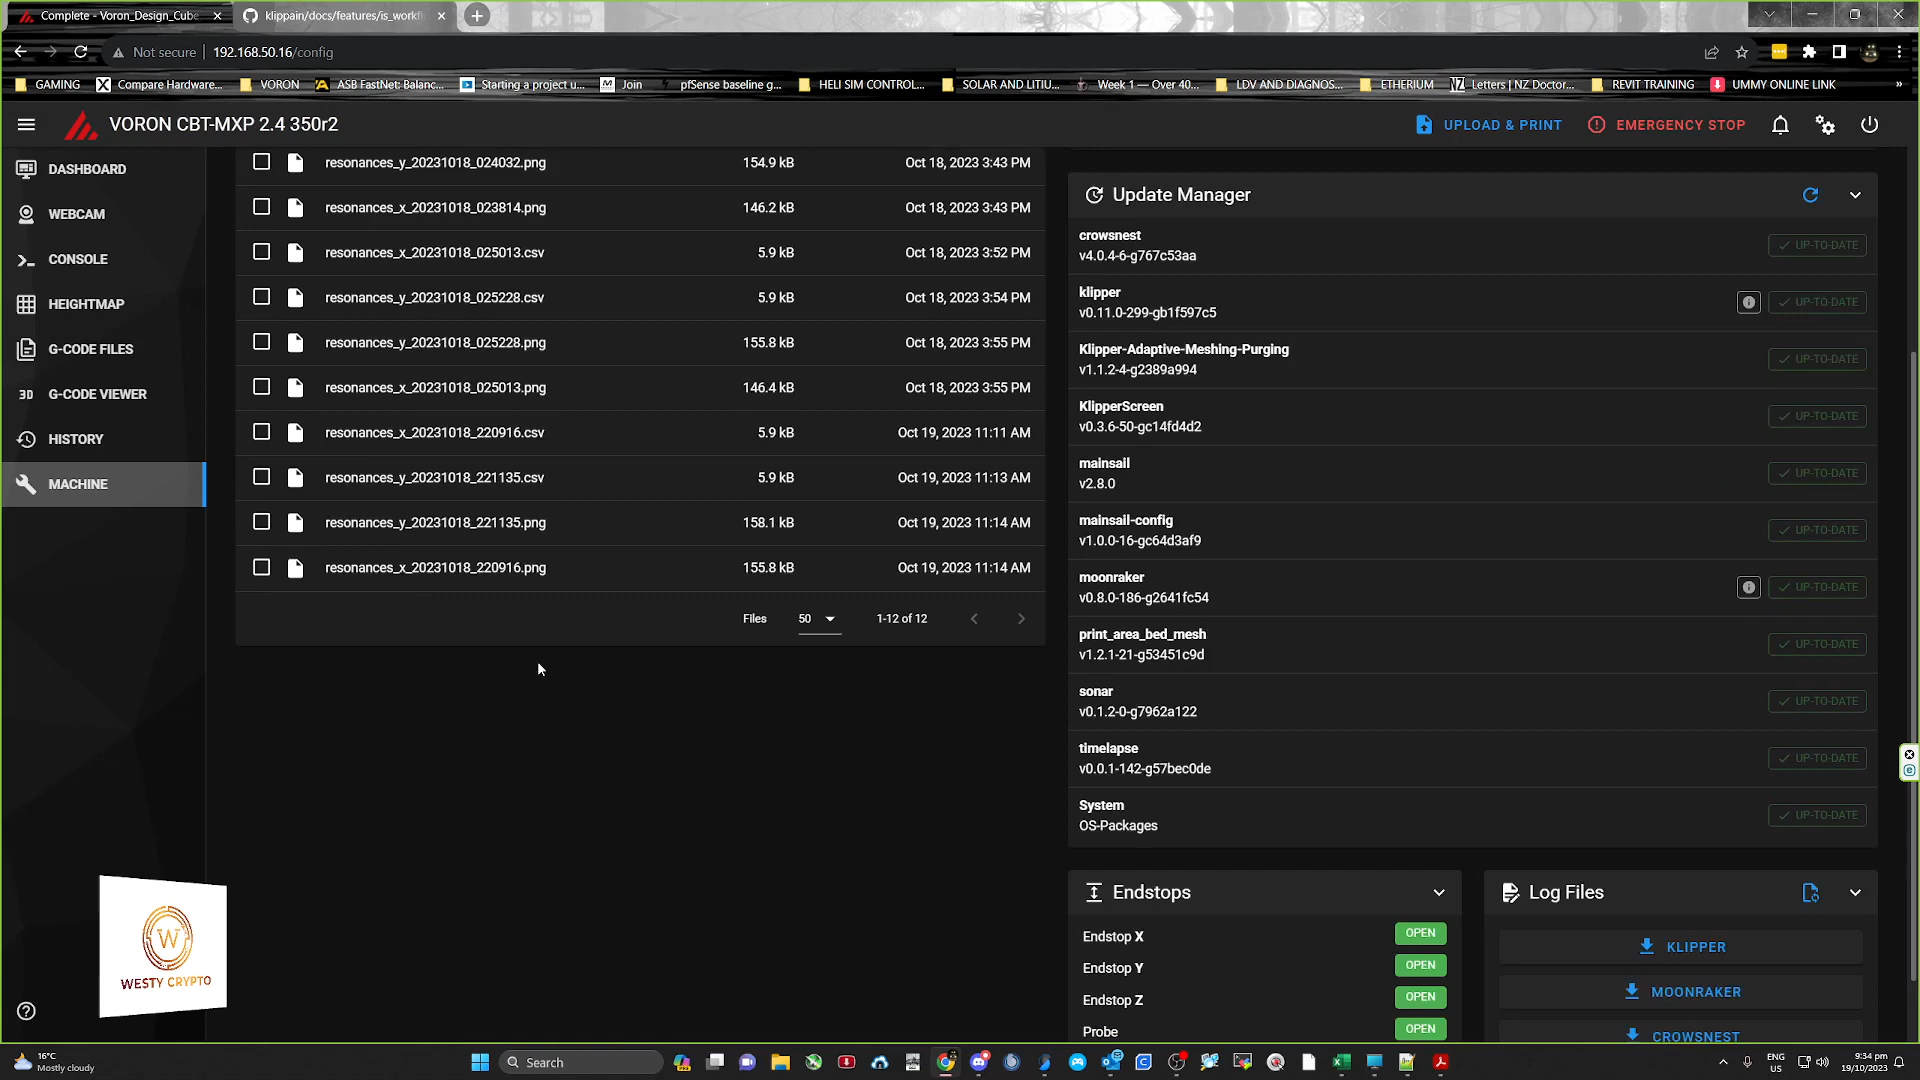 Complete - Voron_Design_Cube
klippain/docs/features/is_workfl
Not secure
192.168.50.16/config
GAMING
Compare Hardware...
VORON
ASB FastNet: Balanc...
Starting a project u...
Join
pfSense baseline g...
HELI SIM CONTROL...
SOLAR AND LITIU...
Week 1 — Over 40...
LDV AND DIAGNOS...
ETHERIUM
Letters | NZ Doctor...
REVIT TRAINING
UMMY ONLINE LINK
»
VORON CBT-MXP 2.4 350r2
UPLOAD & PRINT
EMERGENCY STOP
DASHBOARD
WEBCAM
CONSOLE
HEIGHTMAP
G-CODE FILES
3D G-CODE VIEWER
HISTORY
MACHINE
resonances_y_20231018_024032.png 154.9 kB Oct 18, 2023 3:43 PM
resonances_x_20231018_023814.png 146.2 kB Oct 18, 2023 3:43 PM
resonances_x_20231018_025013.csv 5.9 kB Oct 18, 2023 3:52 PM
resonances_y_20231018_025228.csv 5.9 kB Oct 18, 2023 3:54 PM
resonances_y_20231018_025228.png 155.8 kB Oct 18, 2023 3:55 PM
resonances_x_20231018_025013.png 146.4 kB Oct 18, 2023 3:55 PM
resonances_x_20231018_220916.csv 5.9 kB Oct 19, 2023 11:11 AM
resonances_y_20231018_221135.csv 5.9 kB Oct 19, 2023 11:13 AM
resonances_y_20231018_221135.png 158.1 kB Oct 19, 2023 11:14 AM
resonances_x_20231018_220916.png 155.8 kB Oct 19, 2023 11:14 AM
Files 50 1-12 of 12
Update Manager
crowsnest
v4.0.4-6-g767c53aa
UP-TO-DATE
klipper
v0.11.0-299-gb1f597c5
UP-TO-DATE
Klipper-Adaptive-Meshing-Purging
v1.1.2-4-g2389a994
UP-TO-DATE
KlipperScreen
v0.3.6-50-gc14fd4d2
UP-TO-DATE
mainsail
v2.8.0
UP-TO-DATE
mainsail-config
v1.0.0-16-gc64d3af9
UP-TO-DATE
moonraker
v0.8.0-186-g2641fc54
UP-TO-DATE
print_area_bed_mesh
v1.2.1-21-g53451c9d
UP-TO-DATE
sonar
v0.1.2-0-g7962a122
UP-TO-DATE
timelapse
v0.0.1-142-g57bec0de
UP-TO-DATE
System
OS-Packages
UP-TO-DATE
Endstops
Endstop X OPEN
Endstop Y OPEN
Endstop Z OPEN
Probe OPEN
Log Files
KLIPPER
MOONRAKER
CROWSNEST
W
WESTY CRYPTO
16°C
Mostly cloudy
Search
ENG
US
9:34 pm
19/10/2023